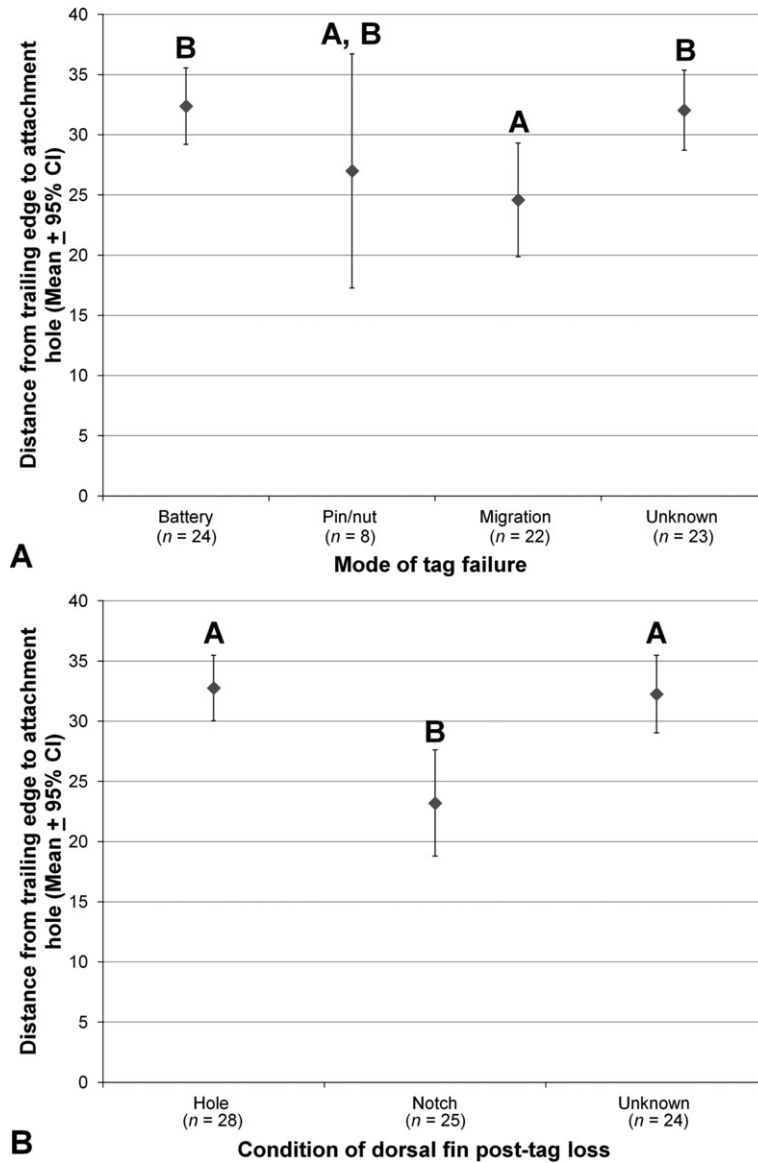 40
35
30
25
20
15
10
5
0
Distance from trailing edge to attachment
hole (Mean ± 95% CI)
B
A, B
A
B
Battery
(n = 24)
Pin/nut
(n = 8)
Migration
(n = 22)
Unknown
(n = 23)
A
Mode of tag failure
40
35
30
25
20
15
10
5
0
Distance from trailing edge to attachment
hole (Mean ± 95% CI)
A
B
A
Hole
(n = 28)
Notch
(n = 25)
Unknown
(n = 24)
B
Condition of dorsal fin post-tag loss